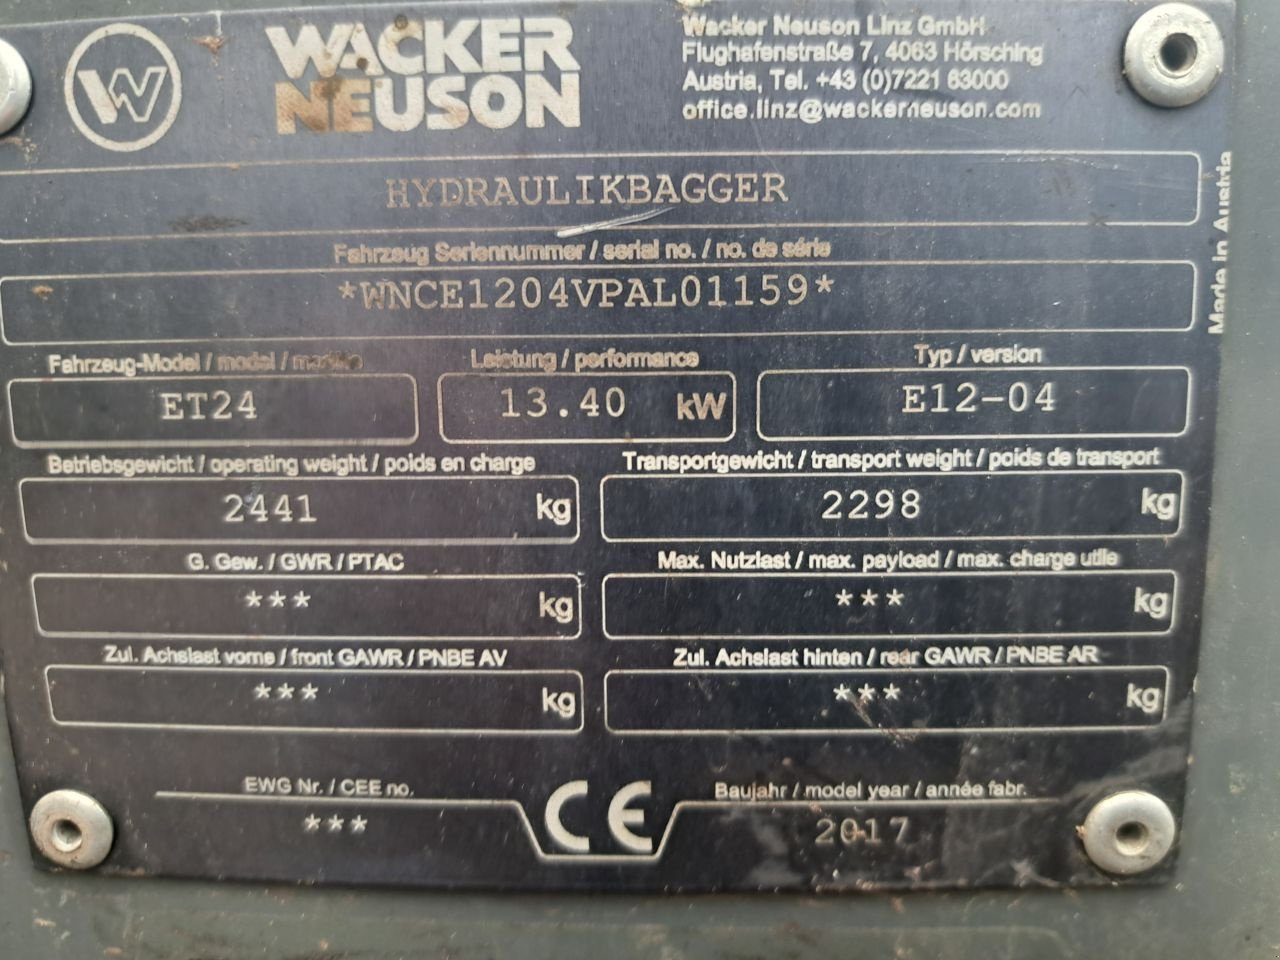 WACKER
NEUSON
Wacker Neuson Linz GmbH
Flughafenstraße 7, 4063 Hörsching
Austria, Tel. +43 (0)7221 63000
office.linz@wackerneuson.com
HYDRAULIKBAGGER
Made in Austria
Fahrzeug Seriennummer / serial no. / no. de série
*WNCE1204VPAL01159*
Fahrzeug-Model / model / modèle
ET24
Leistung / performance
13.40 kW
Typ / version
E12-04
Betriebsgewicht / operating weight / poids en charge
2441 kg
Transportgewicht / transport weight / poids de transport
2298 kg
G. Gew. / GWR / PTAC
*** kg
Max. Nutzlast / max. payload / max. charge utile
*** kg
Zul. Achslast vorne / front GAWR / PNBE AV
*** kg
Zul. Achslast hinten / rear GAWR / PNBE AR
*** kg
EWG Nr. / CEE no.
***
CE
Baujahr / model year / année fabr.
2017